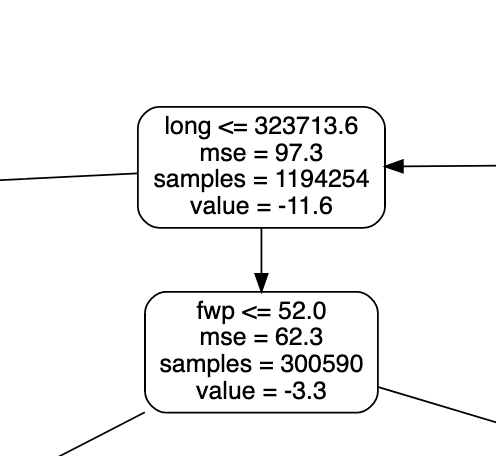 long <= 323713.6
mse = 97.3
samples = 1194254
value = -11.6
fwp <= 52.0
mse = 62.3
samples = 300590
value = -3.3